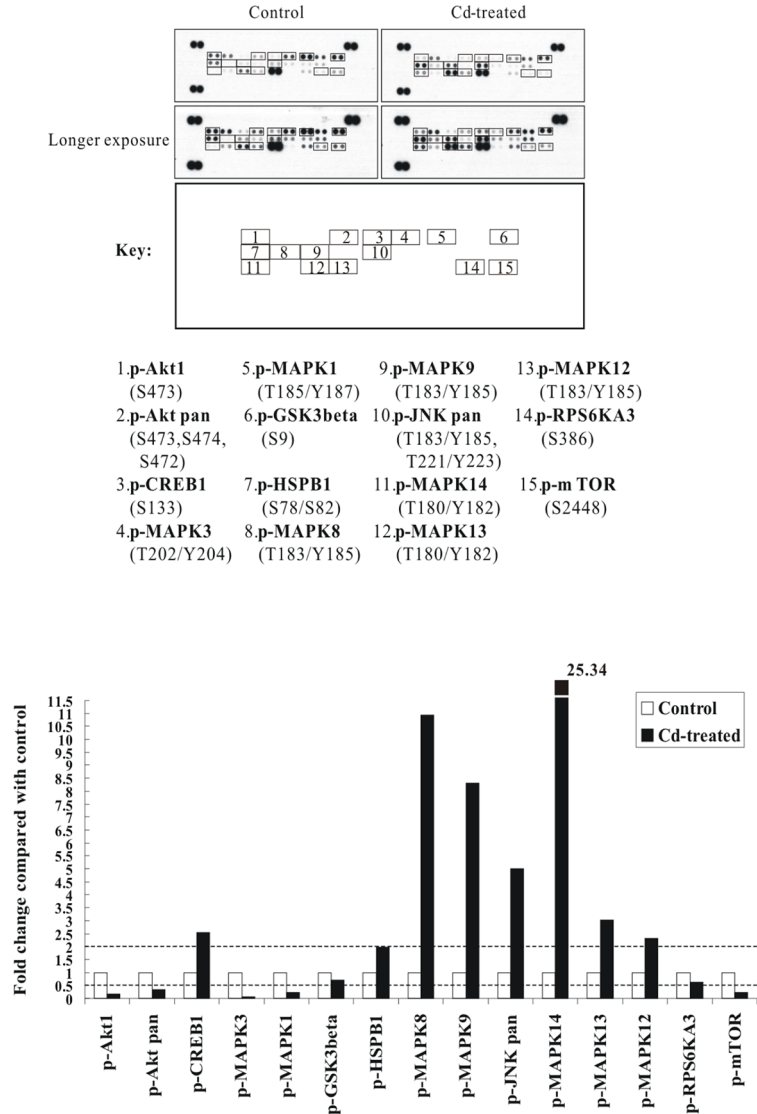 Control Cd-treated
Longer exposure
Key:
1 2 3 4 5 6
7 8 9 10
11 12 13 14 15
1.p-Akt1 5.p-MAPK1 9.p-MAPK9 13.p-MAPK12
(S473) (T185/Y187) (T183/Y185) (T183/Y185)
2.p-Akt pan 6.p-GSK3beta 10.p-JNK pan 14.p-RPS6KA3
(S473,S474, (S9) (T183/Y185, (S386)
S472) T221/Y223)
3.p-CREB1 7.p-HSPB1 11.p-MAPK14 15.p-m TOR
(S133) (S78/S82) (T180/Y182) (S2448)
4.p-MAPK3 8.p-MAPK8 12.p-MAPK13
(T202/Y204) (T183/Y185) (T180/Y182)
25.34
Control
Cd-treated
Fold change compared with control
11.5
11
10.5
10
9.5
9
8.5
8
7.5
7
6.5
6
5.5
5
4.5
4
3.5
3
2.5
2
1.5
1
0.5
0
p-Akt1
p-Akt pan
p-CREB1
p-MAPK3
p-MAPK1
p-GSK3beta
p-HSPB1
p-MAPK8
p-MAPK9
p-JNK pan
p-MAPK14
p-MAPK13
p-MAPK12
p-RPS6KA3
p-mTOR